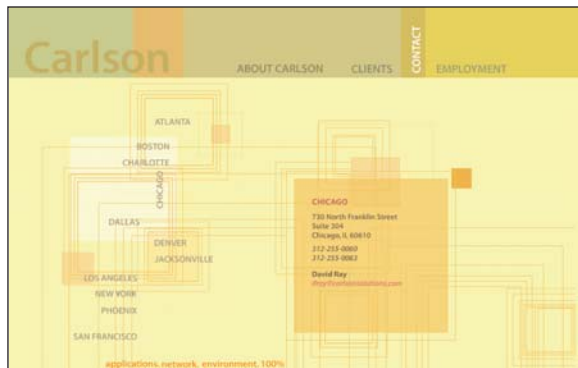 Carlson
ABOUT CARLSON CLIENTS CONTACT EMPLOYMENT
ATLANTA
BOSTON
CHARLOTTE
CHICAGO
DALLAS
DENVER
JACKSONVILLE
LOS ANGELES
NEW YORK
PHOENIX
SAN FRANCISCO
CHICAGO
730 North Franklin Street
Suite 304
Chicago, IL 60610
312-255-0060
312-255-0063
David Ray
applications. network. environment. 100%